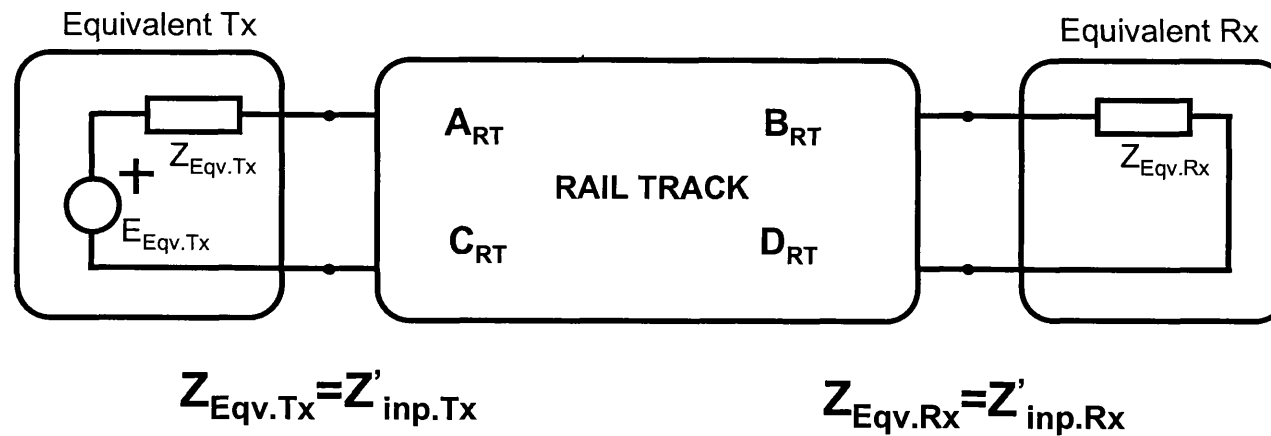 Equivalent Tx
Equivalent Rx
Z_Eqv.Tx
+
E_Eqv.Tx
A_RT
B_RT
RAIL TRACK
C_RT
D_RT
Z_Eqv.Rx
Z_Eqv.Tx=Z'_inp.Tx
Z_Eqv.Rx=Z'_inp.Rx